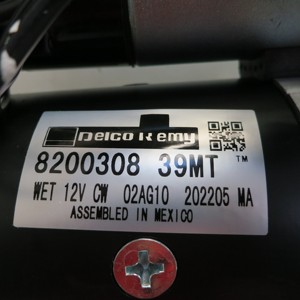 Delco Remy
8200308 39MT ™
WET 12V CW 02AG10 202205 MA
ASSEMBLED IN MEXICO